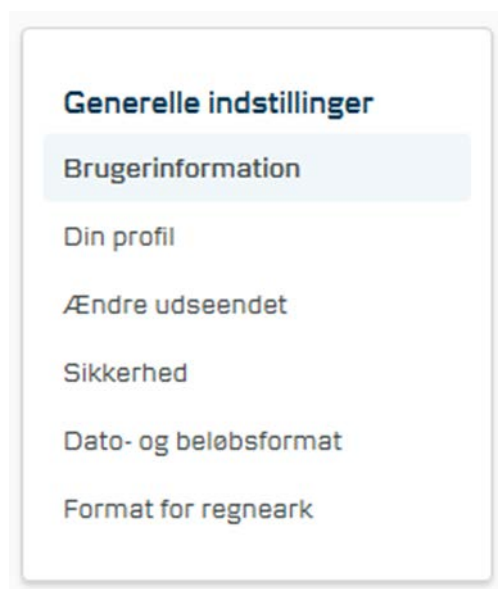 Generelle indstillinger
Brugerinformation
Din profil
Ændre udseendet
Sikkerhed
Dato- og beløbsformat
Format for regneark